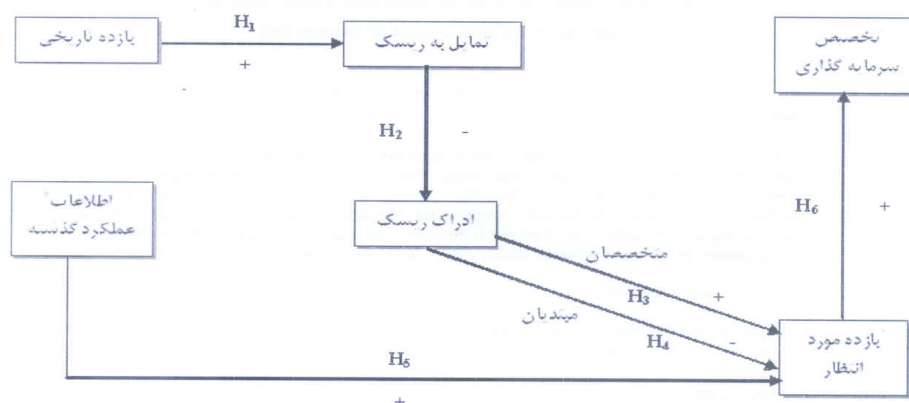 بازده تاریخی
H1
+
تمایل به ریسک
تخصیص
سرمایه گذاری
H2
-
اطلاعات
عملکرد گذشته
ادراک ریسک
H6
+
متخصصان
H3
+
مبتدیان
H4
-
بازده مورد
انتظار
H5
+